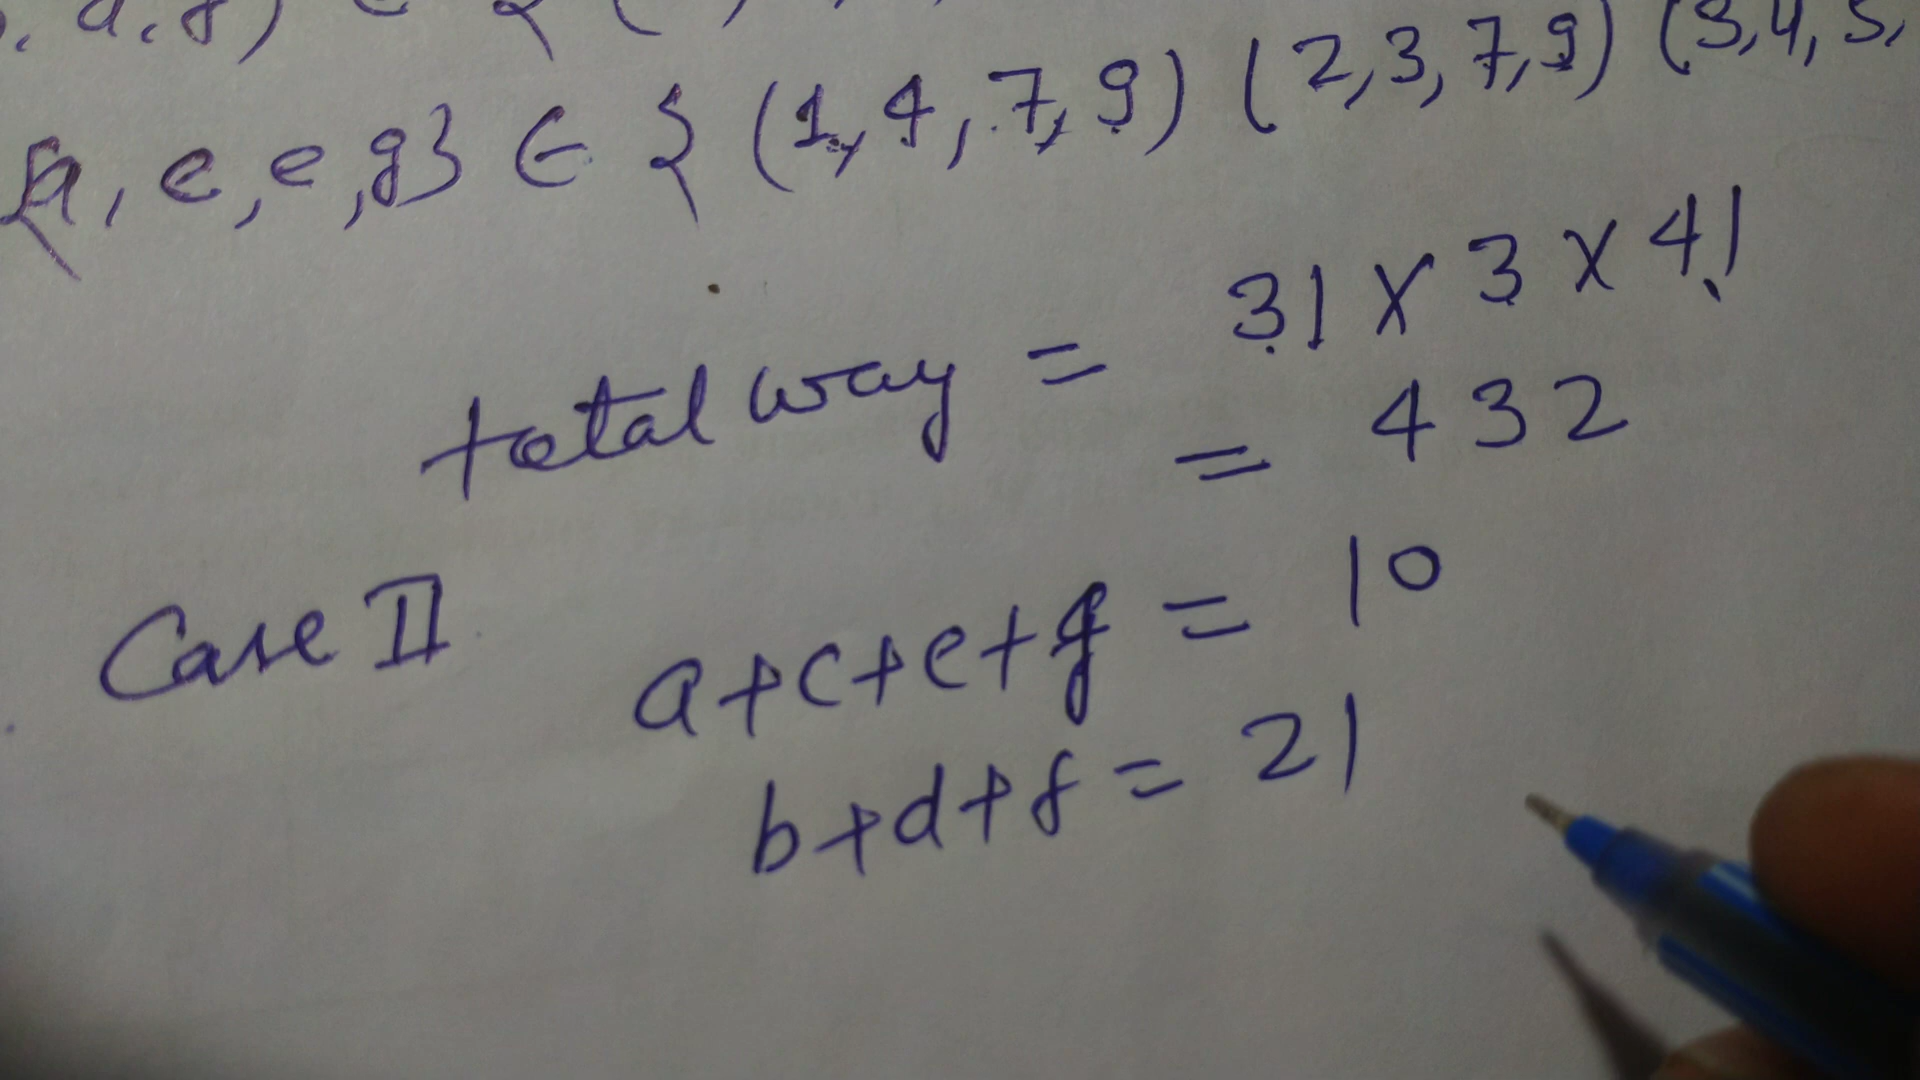 d, f) ∈ {(
{a, c, e, g} ∈ {(1,4,7,9) (2,3,7,9) (3,4,5,
total way = 3! × 3 × 4!
= 432
Case II
a+c+e+g = 10
b+d+f = 21